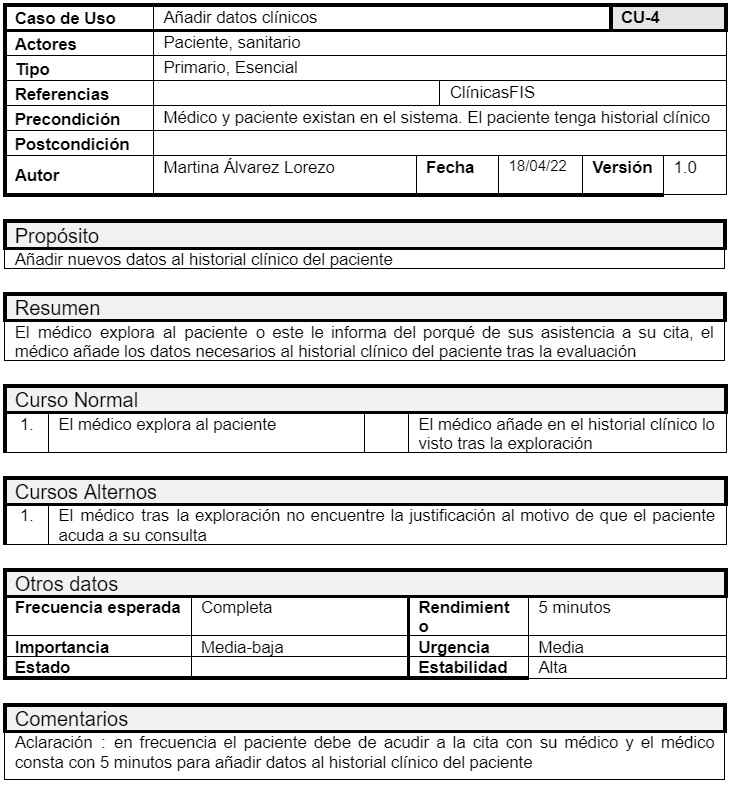 Caso de Uso Añadir datos clínicos CU-4
Actores Paciente, sanitario
Tipo Primario, Esencial
Referencias ClínicasFIS
Precondición Médico y paciente existan en el sistema. El paciente tenga historial clínico
Postcondición
Autor Martina Álvarez Lorezo Fecha 18/04/22 Versión 1.0
Propósito
Añadir nuevos datos al historial clínico del paciente
Resumen
El médico explora al paciente o este le informa del porqué de sus asistencia a su cita, el
médico añade los datos necesarios al historial clínico del paciente tras la evaluación
Curso Normal
1. El médico explora al paciente El médico añade en el historial clínico lo
visto tras la exploración
Cursos Alternos
1. El médico tras la exploración no encuentre la justificación al motivo de que el paciente
acuda a su consulta
Otros datos
Frecuencia esperada Completa Rendimient 5 minutos
o
Importancia Media-baja Urgencia Media
Estado Estabilidad Alta
Comentarios
Aclaración : en frecuencia el paciente debe de acudir a la cita con su médico y el médico
consta con 5 minutos para añadir datos al historial clínico del paciente